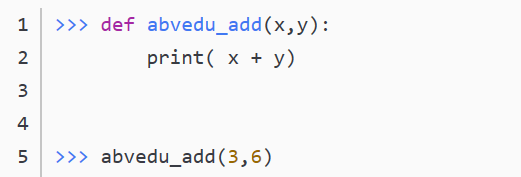 1 >>> def abvedu_add(x,y):
2         print( x + y)
3
4
5 >>> abvedu_add(3,6)